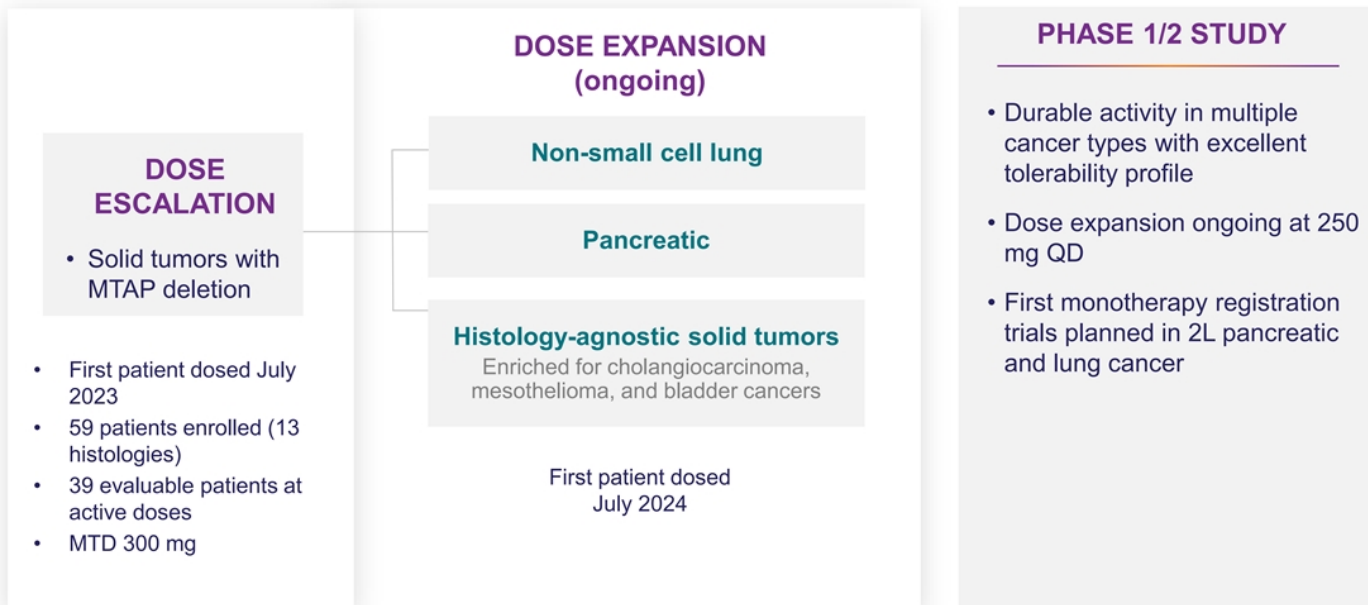 DOSE
ESCALATION
• Solid tumors with
MTAP deletion
• First patient dosed July
2023
• 59 patients enrolled (13
histologies)
• 39 evaluable patients at
active doses
• MTD 300 mg
DOSE EXPANSION
(ongoing)
Non-small cell lung
Pancreatic
Histology-agnostic solid tumors
Enriched for cholangiocarcinoma,
mesothelioma, and bladder cancers
First patient dosed
July 2024
PHASE 1/2 STUDY
• Durable activity in multiple
cancer types with excellent
tolerability profile
• Dose expansion ongoing at 250
mg QD
• First monotherapy registration
trials planned in 2L pancreatic
and lung cancer